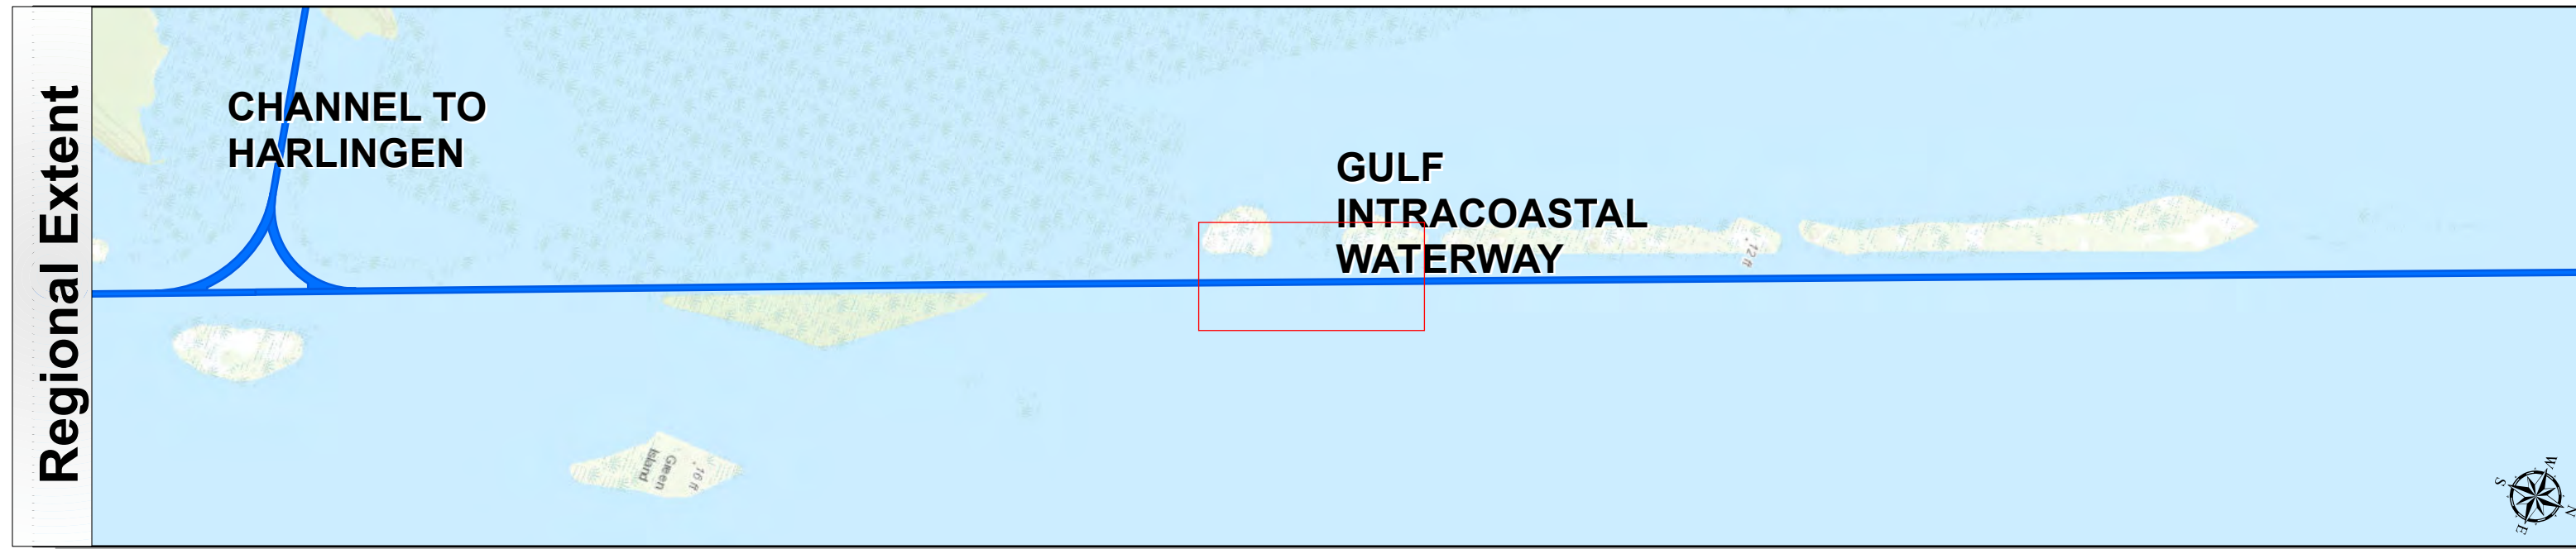 Regional Extent
CHANNEL TO
HARLINGEN
GULF
INTRACOASTAL
WATERWAY
12 ft
Green
Island
16 ft
W
S
N
E